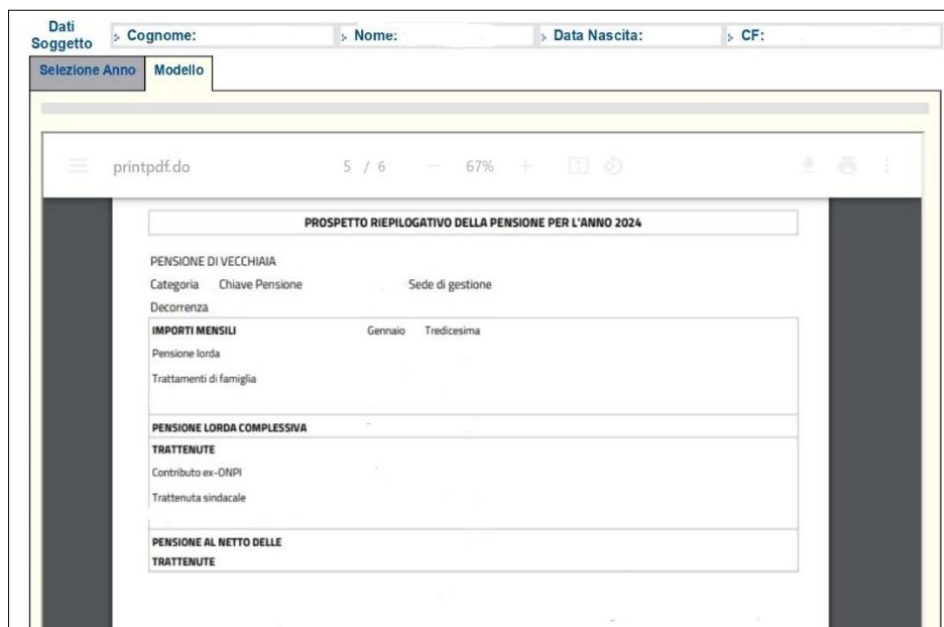 Dati Soggetto Cognome: Nome: Data Nascita: CF:
Selezione Anno Modello
printpdf.do 5 / 6 67%
PROSPETTO RIEPILOGATIVO DELLA PENSIONE PER L'ANNO 2024
PENSIONE DI VECCHIAIA
Categoria Chiave Pensione Sede di gestione
Decorrenza
IMPORTI MENSILI Gennaio Tredicesima
Pensione lorda
Trattamenti di famiglia
PENSIONE LORDA COMPLESSIVA
TRATTENUTE
Contributo ex-ONPI
Trattenuta sindacale
PENSIONE AL NETTO DELLE
TRATTENUTE